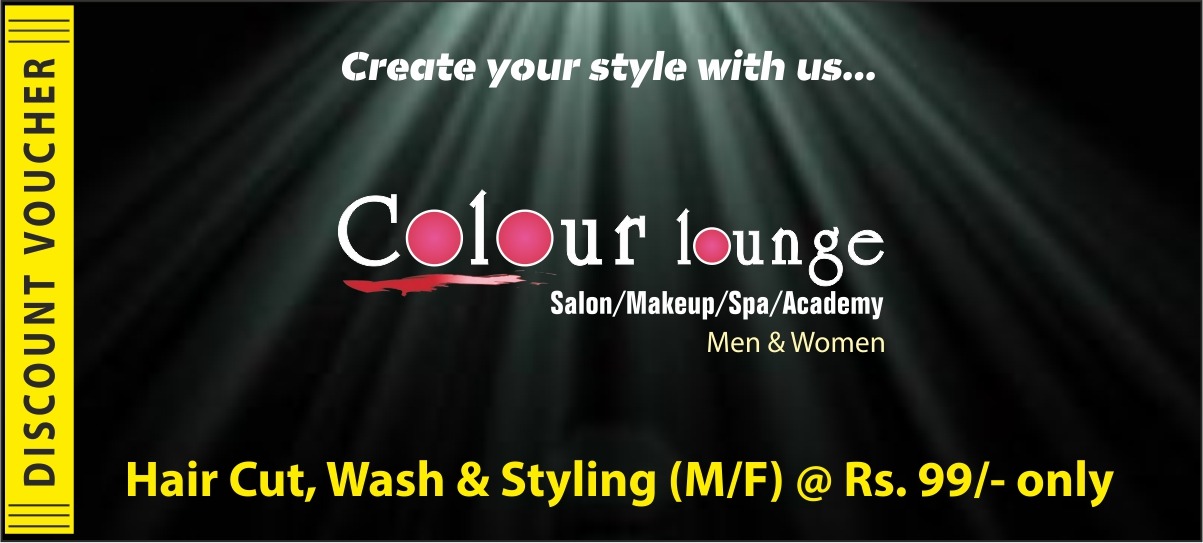 DISCOUNT VOUCHER
Create your style with us...
Colour lounge
Salon/Makeup/Spa/Academy
Men & Women
Hair Cut, Wash & Styling (M/F) @ Rs. 99/- only